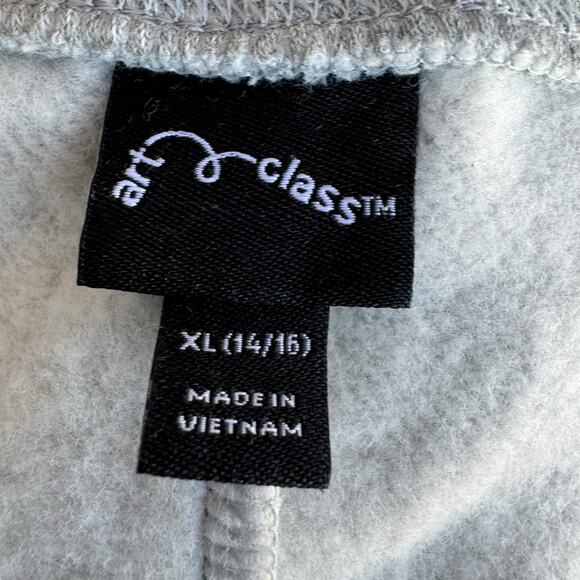 art class™
XL (14/16)
MADE IN
VIETNAM